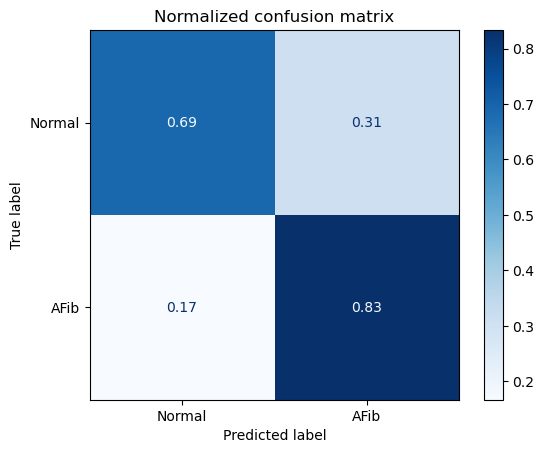 Normalized confusion matrix
True label
Normal
0.69
0.31
AFib
0.17
0.83
Normal
AFib
Predicted label
0.8
0.7
0.6
0.5
0.4
0.3
0.2